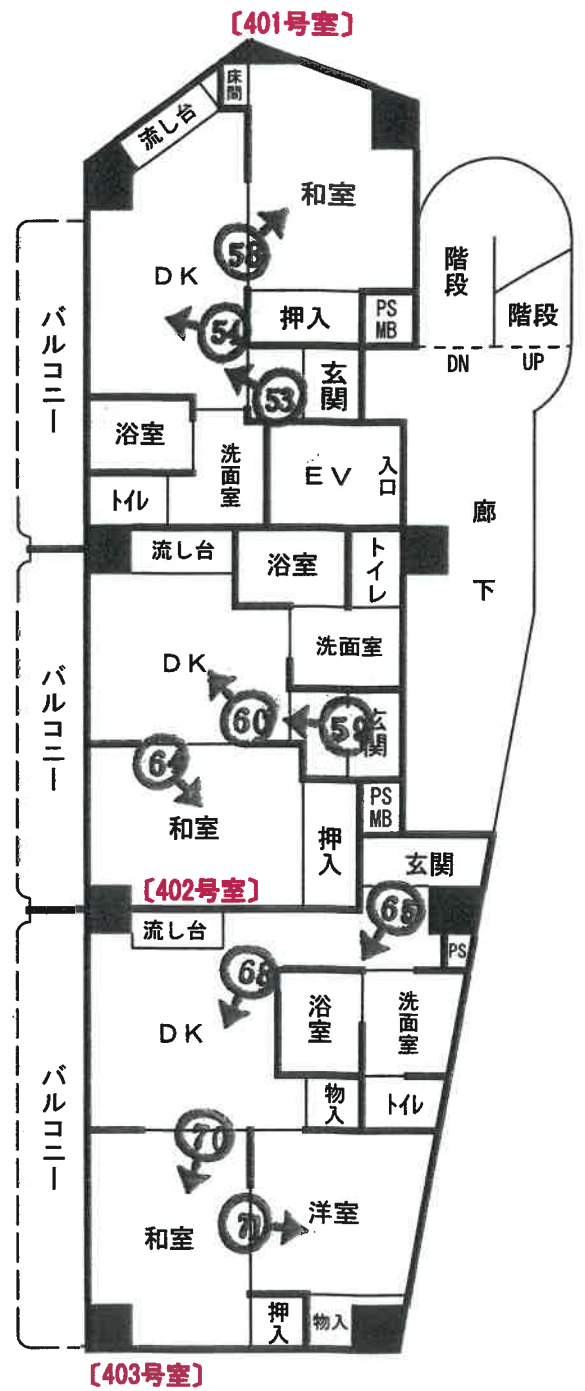 〔401号室〕
床間
流し台
和室
58
DK
階段
階段
押入
PS
MB
54
DN
UP
バルコニー
玄関
53
浴室
洗面室
EV
入口
トイレ
廊下
流し台
浴室
トイレ
洗面室
DK
バルコニー
60
59
玄関
64
和室
押入
PS
MB
玄関
〔402号室〕
65
流し台
PS
68
浴室
洗面室
DK
バルコニー
物入
トイレ
70
71
洋室
和室
押入
物入
〔403号室〕